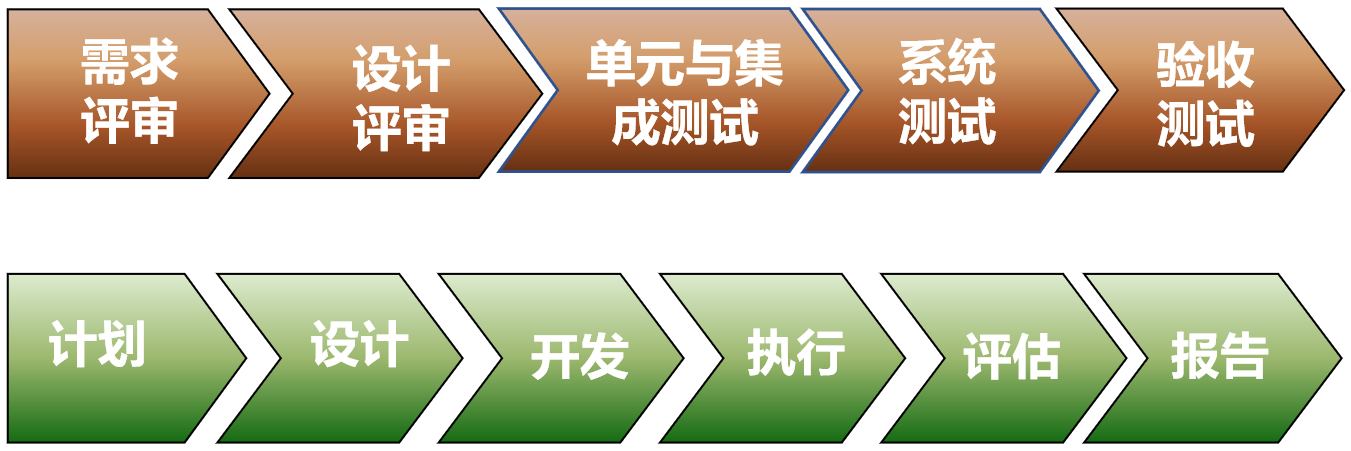 需求
评审
设计
评审
单元与集
成测试
系统
测试
验收
测试
计划
设计
开发
执行
评估
报告